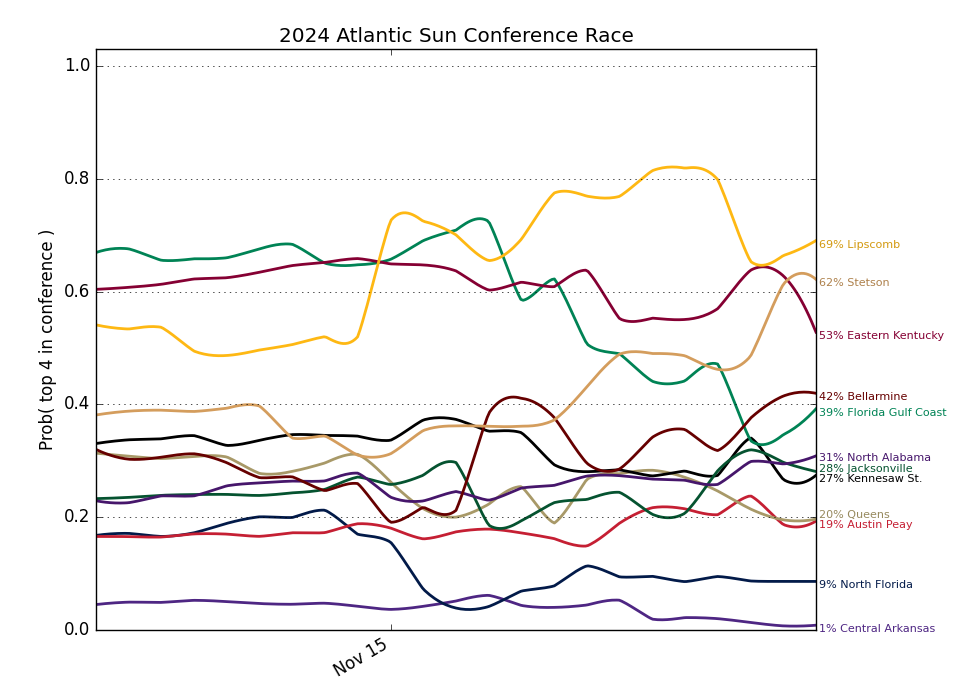 2024 Atlantic Sun Conference Race
Prob( top 4 in conference )
1.0
0.8
0.6
0.4
0.2
0.0
Nov 15
69% Lipscomb
62% Stetson
53% Eastern Kentucky
42% Bellarmine
39% Florida Gulf Coast
31% North Alabama
28% Jacksonville
27% Kennesaw St.
20% Queens
19% Austin Peay
9% North Florida
1% Central Arkansas